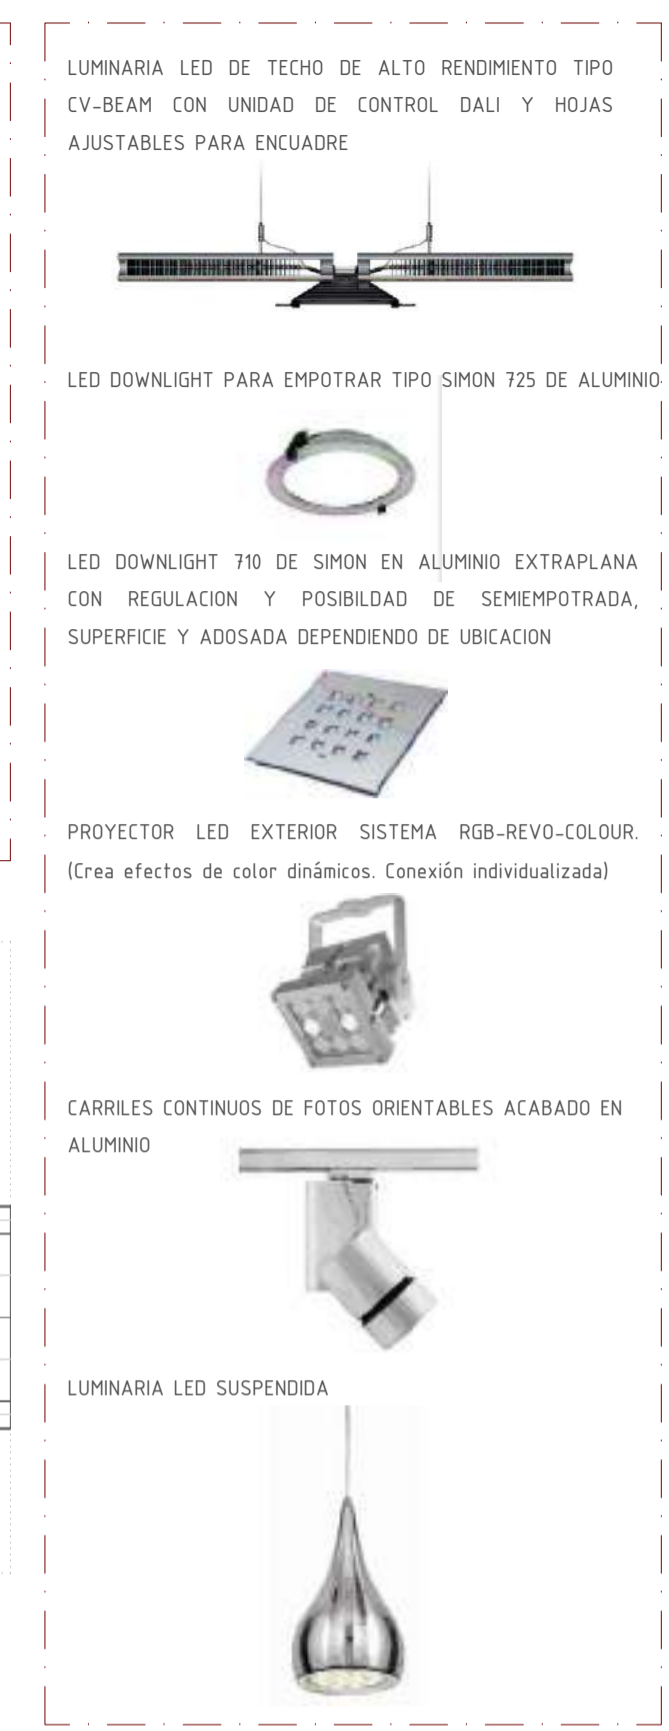 LUMINARIA LED DE TECHO DE ALTO RENDIMIENTO TIPO
CV-BEAM CON UNIDAD DE CONTROL DALI Y HOJAS
AJUSTABLES PARA ENCUADRE
LED DOWNLIGHT PARA EMPOTRAR TIPO SIMON 725 DE ALUMINIO
LED DOWNLIGHT 710 DE SIMON EN ALUMINIO EXTRAPLANA
CON REGULACION Y POSIBILDAD DE SEMIEMPOTRADA,
SUPERFICIE Y ADOSADA DEPENDIENDO DE UBICACION
PROYECTOR LED EXTERIOR SISTEMA RGB-REVO-COLOUR.
(Crea efectos de color dinámicos. Conexión individualizada)
CARRILES CONTINUOS DE FOTOS ORIENTABLES ACABADO EN
ALUMINIO
LUMINARIA LED SUSPENDIDA